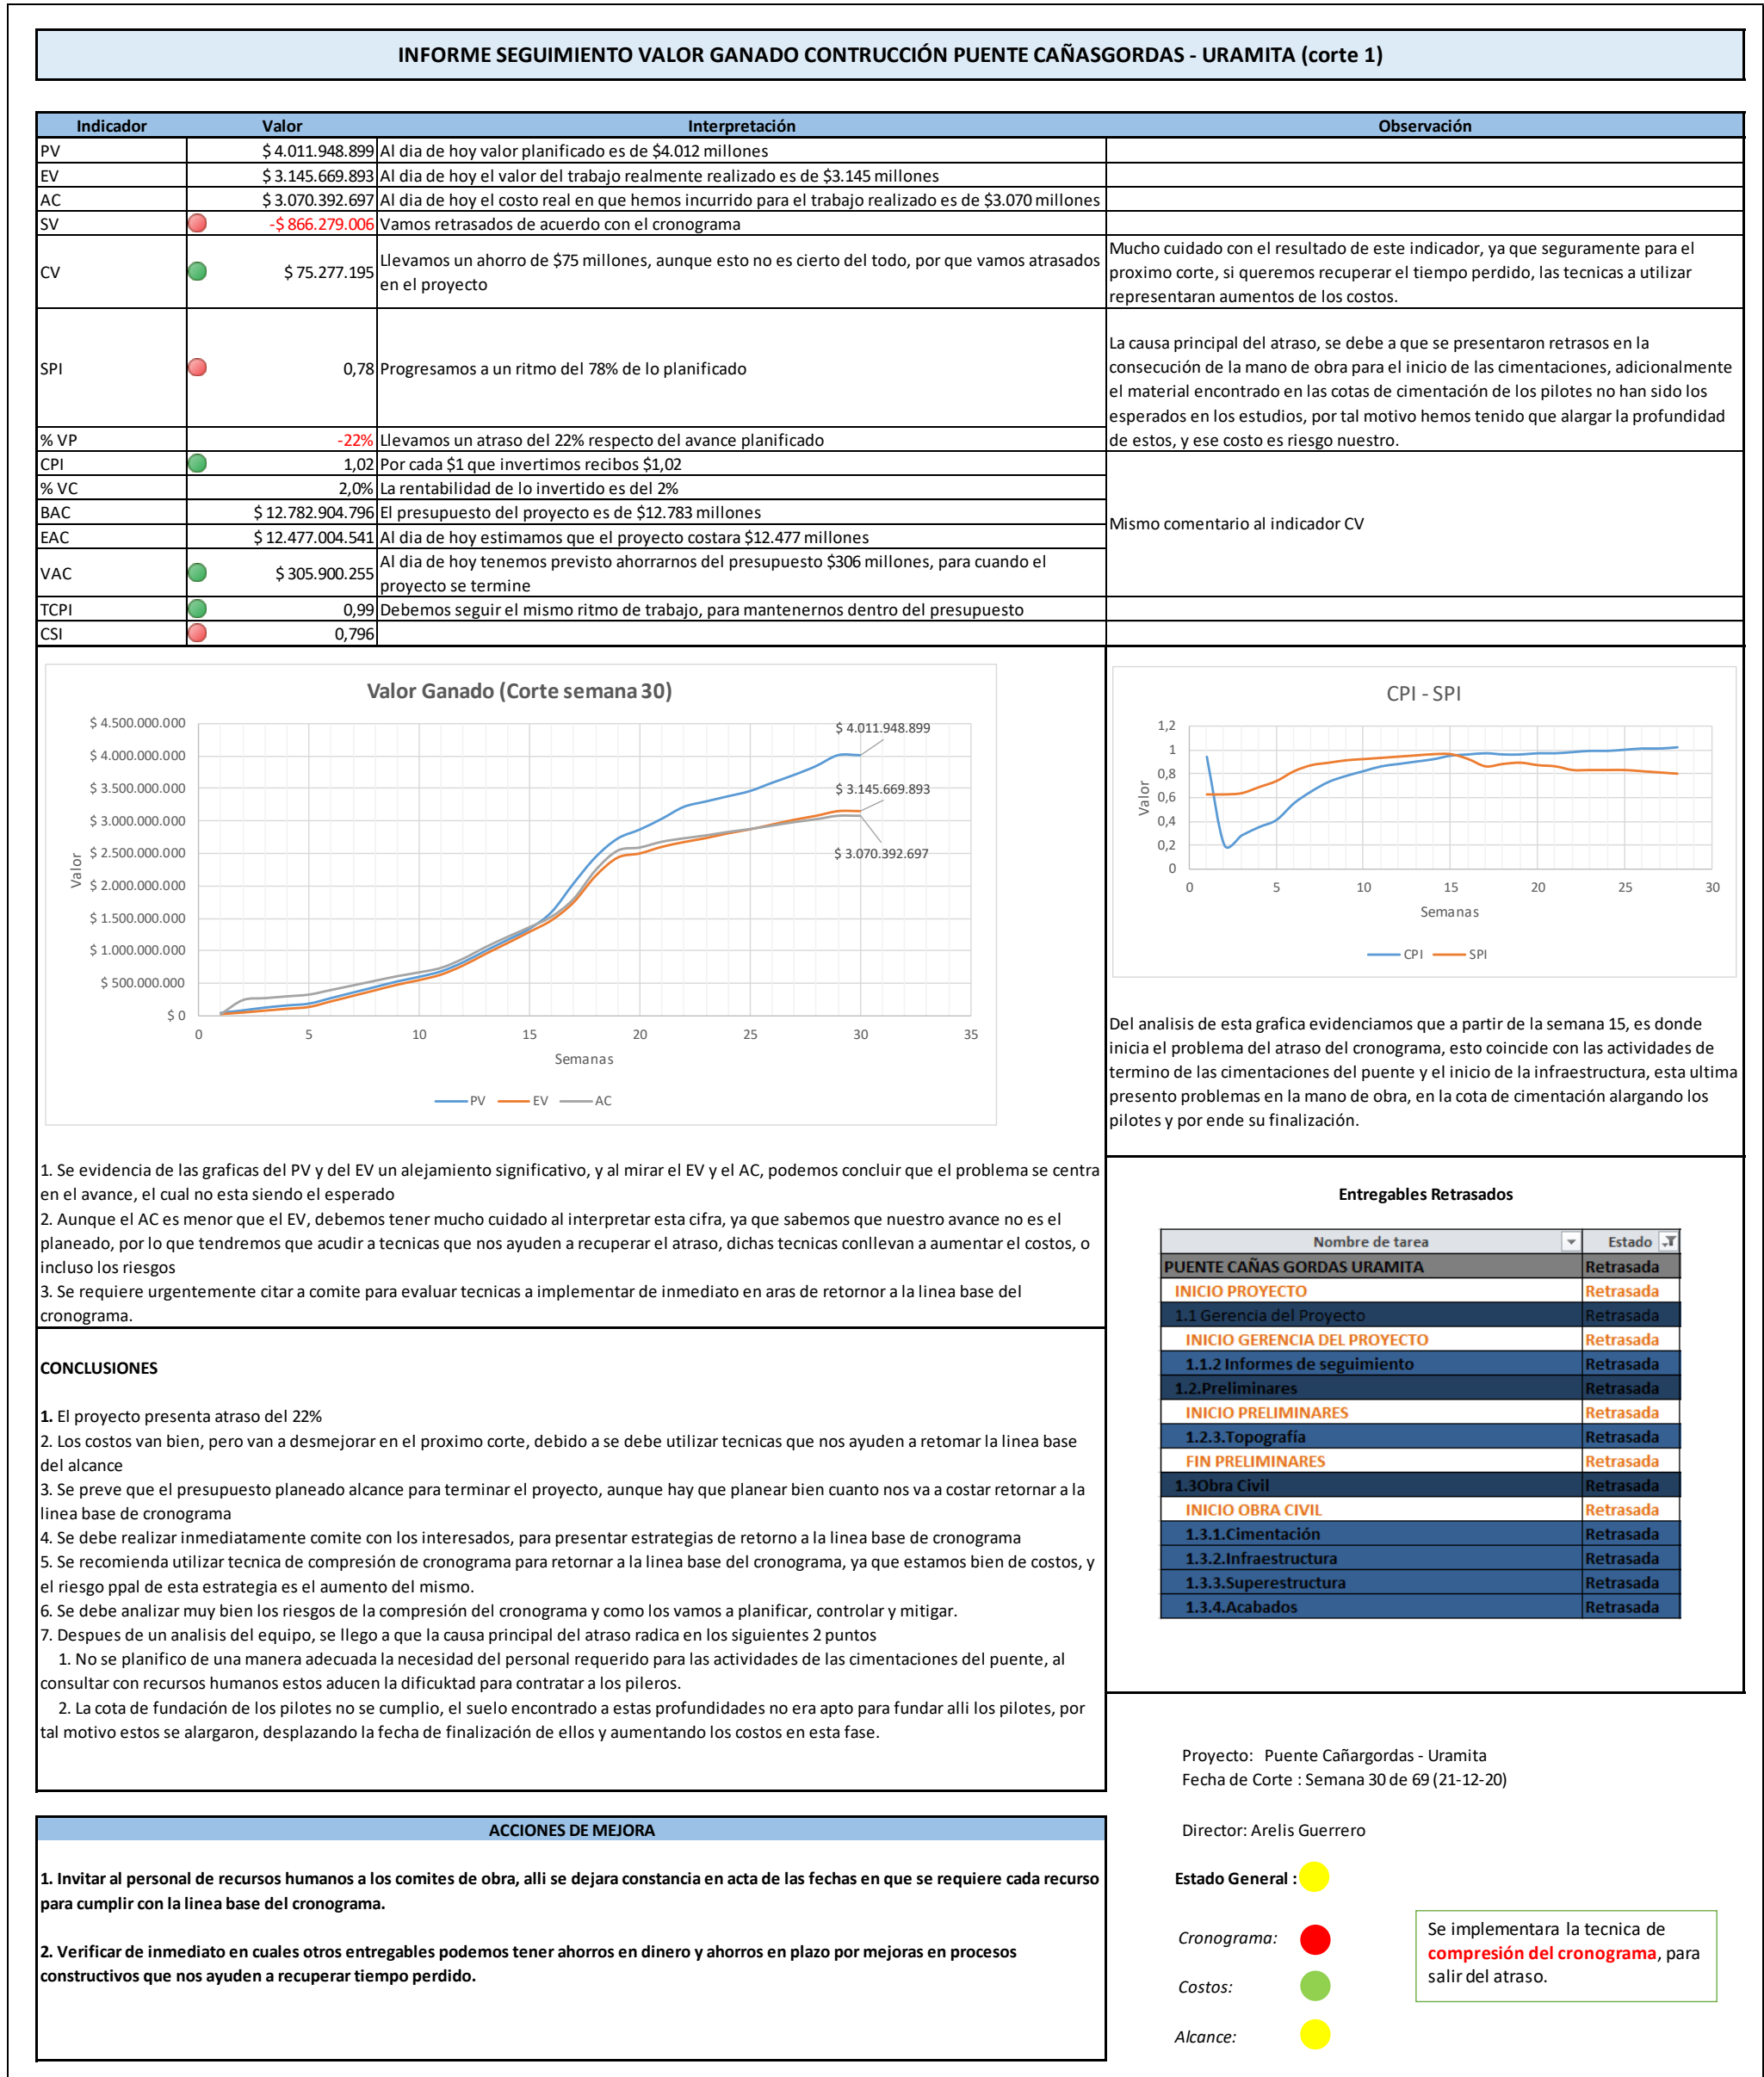 INFORME SEGUIMIENTO VALOR GANADO CONTRUCCIÓN PUENTE CAÑASGORDAS - URAMITA (corte 1)
Indicador Valor Interpretación Observación
PV $ 4.011.948.899 Al dia de hoy valor planificado es de $4.012 millones
EV $ 3.145.669.893 Al dia de hoy el valor del trabajo realmente realizado es de $3.145 millones
AC $ 3.070.392.697 Al dia de hoy el costo real en que hemos incurrido para el trabajo realizado es de $3.070 millones
SV -$ 866.279.006 Vamos retrasados de acuerdo con el cronograma
CV $ 75.277.195
Llevamos un ahorro de $75 millones, aunque esto no es cierto del todo, por que vamos atrasados
en el proyecto
Mucho cuidado con el resultado de este indicador, ya que seguramente para el
proximo corte, si queremos recuperar el tiempo perdido, las tecnicas a utilizar
representaran aumentos de los costos.
SPI 0,78 Progresamos a un ritmo del 78% de lo planificado
% VP -22% Llevamos un atraso del 22% respecto del avance planificado
La causa principal del atraso, se debe a que se presentaron retrasos en la
consecución de la mano de obra para el inicio de las cimentaciones, adicionalmente
el material encontrado en las cotas de cimentación de los pilotes no han sido los
esperados en los estudios, por tal motivo hemos tenido que alargar la profundidad
de estos, y ese costo es riesgo nuestro.
CPI 1,02 Por cada $1 que invertimos recibos $1,02
% VC 2,0% La rentabilidad de lo invertido es del 2%
BAC $ 12.782.904.796 El presupuesto del proyecto es de $12.783 millones
EAC $ 12.477.004.541 Al dia de hoy estimamos que el proyecto costara $12.477 millones
VAC $ 305.900.255
Al dia de hoy tenemos previsto ahorrarnos del presupuesto $306 millones, para cuando el
proyecto se termine
Mismo comentario al indicador CV
TCPI 0,99 Debemos seguir el mismo ritmo de trabajo, para mantenernos dentro del presupuesto
CSI 0,796
Valor Ganado (Corte semana 30)
$ 4.500.000.000
$ 4.000.000.000
$ 3.500.000.000
$ 3.000.000.000
$ 2.500.000.000
$ 2.000.000.000
$ 1.500.000.000
$ 1.000.000.000
$ 500.000.000
$ 0
Valor
$ 4.011.948.899
$ 3.145.669.893
$ 3.070.392.697
0 5 10 15 20 25 30 35
Semanas
PV EV AC
CPI - SPI
1,2
1
0,8
0,6
0,4
0,2
0
Valor
0 5 10 15 20 25 30
Semanas
CPI SPI
Del analisis de esta grafica evidenciamos que a partir de la semana 15, es donde
inicia el problema del atraso del cronograma, esto coincide con las actividades de
termino de las cimentaciones del puente y el inicio de la infraestructura, esta ultima
presento problemas en la mano de obra, en la cota de cimentación alargando los
pilotes y por ende su finalización.
1. Se evidencia de las graficas del PV y del EV un alejamiento significativo, y al mirar el EV y el AC, podemos concluir que el problema se centra
en el avance, el cual no esta siendo el esperado
2. Aunque el AC es menor que el EV, debemos tener mucho cuidado al interpretar esta cifra, ya que sabemos que nuestro avance no es el
planeado, por lo que tendremos que acudir a tecnicas que nos ayuden a recuperar el atraso, dichas tecnicas conllevan a aumentar el costos, o
incluso los riesgos
3. Se requiere urgentemente citar a comite para evaluar tecnicas a implementar de inmediato en aras de retornor a la linea base del
cronograma.
Entregables Retrasados
Nombre de tarea Estado
PUENTE CAÑAS GORDAS URAMITA Retrasada
INICIO PROYECTO Retrasada
1.1 Gerencia del Proyecto Retrasada
INICIO GERENCIA DEL PROYECTO Retrasada
1.1.2 Informes de seguimiento Retrasada
1.2.Preliminares Retrasada
INICIO PRELIMINARES Retrasada
1.2.3.Topografía Retrasada
FIN PRELIMINARES Retrasada
1.3Obra Civil Retrasada
INICIO OBRA CIVIL Retrasada
1.3.1.Cimentación Retrasada
1.3.2.Infraestructura Retrasada
1.3.3.Superestructura Retrasada
1.3.4.Acabados Retrasada
CONCLUSIONES
1. El proyecto presenta atraso del 22%
2. Los costos van bien, pero van a desmejorar en el proximo corte, debido a se debe utilizar tecnicas que nos ayuden a retomar la linea base
del alcance
3. Se preve que el presupuesto planeado alcance para terminar el proyecto, aunque hay que planear bien cuanto nos va a costar retornar a la
linea base de cronograma
4. Se debe realizar inmediatamente comite con los interesados, para presentar estrategias de retorno a la linea base de cronograma
5. Se recomienda utilizar tecnica de compresión de cronograma para retornar a la linea base del cronograma, ya que estamos bien de costos, y
el riesgo ppal de esta estrategia es el aumento del mismo.
6. Se debe analizar muy bien los riesgos de la compresión del cronograma y como los vamos a planificar, controlar y mitigar.
7. Despues de un analisis del equipo, se llego a que la causa principal del atraso radica en los siguientes 2 puntos
1. No se planifico de una manera adecuada la necesidad del personal requerido para las actividades de las cimentaciones del puente, al
consultar con recursos humanos estos aducen la dificuktad para contratar a los pileros.
2. La cota de fundación de los pilotes no se cumplio, el suelo encontrado a estas profundidades no era apto para fundar alli los pilotes, por
tal motivo estos se alargaron, desplazando la fecha de finalización de ellos y aumentando los costos en esta fase.
ACCIONES DE MEJORA
1. Invitar al personal de recursos humanos a los comites de obra, alli se dejara constancia en acta de las fechas en que se requiere cada recurso
para cumplir con la linea base del cronograma.
2. Verificar de inmediato en cuales otros entregables podemos tener ahorros en dinero y ahorros en plazo por mejoras en procesos
constructivos que nos ayuden a recuperar tiempo perdido.
Proyecto: Puente Cañargordas - Uramita
Fecha de Corte : Semana 30 de 69 (21-12-20)
Director: Arelis Guerrero
Estado General :
Cronograma:
Costos:
Alcance:
Se implementara la tecnica de
compresión del cronograma, para
salir del atraso.